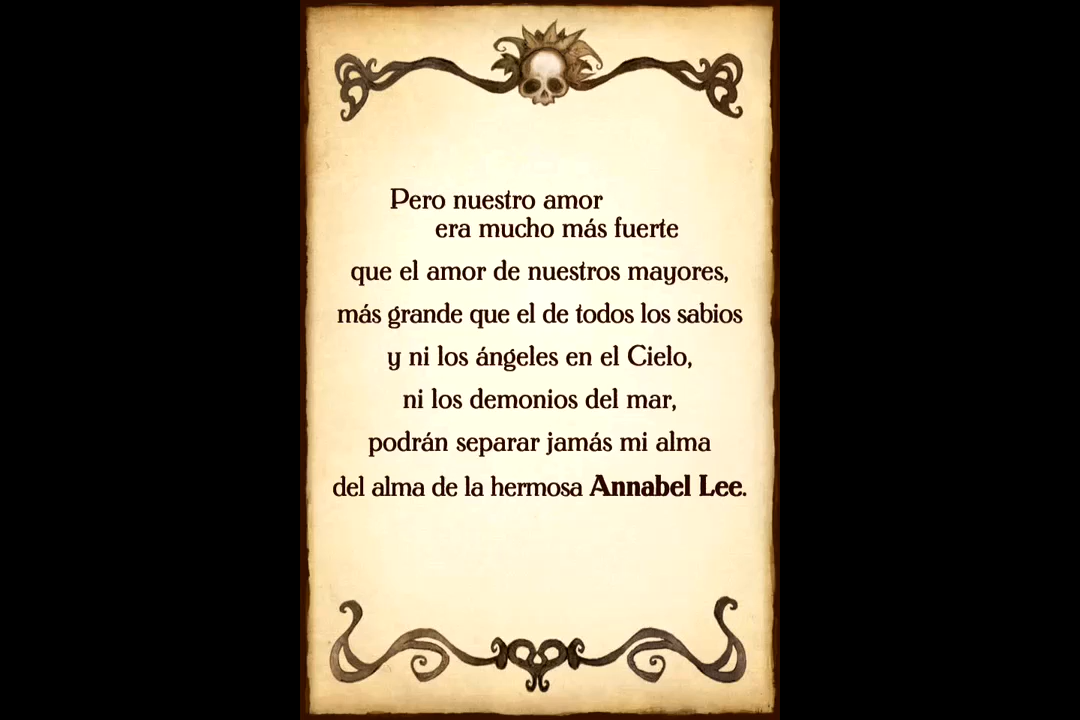 Pero nuestro amor
era mucho más fuerte
que el amor de nuestros mayores,
más grande que el de todos los sabios
y ni los ángeles en el Cielo,
ni los demonios del mar,
podrán separar jamás mi alma
del alma de la hermosa Annabel Lee.